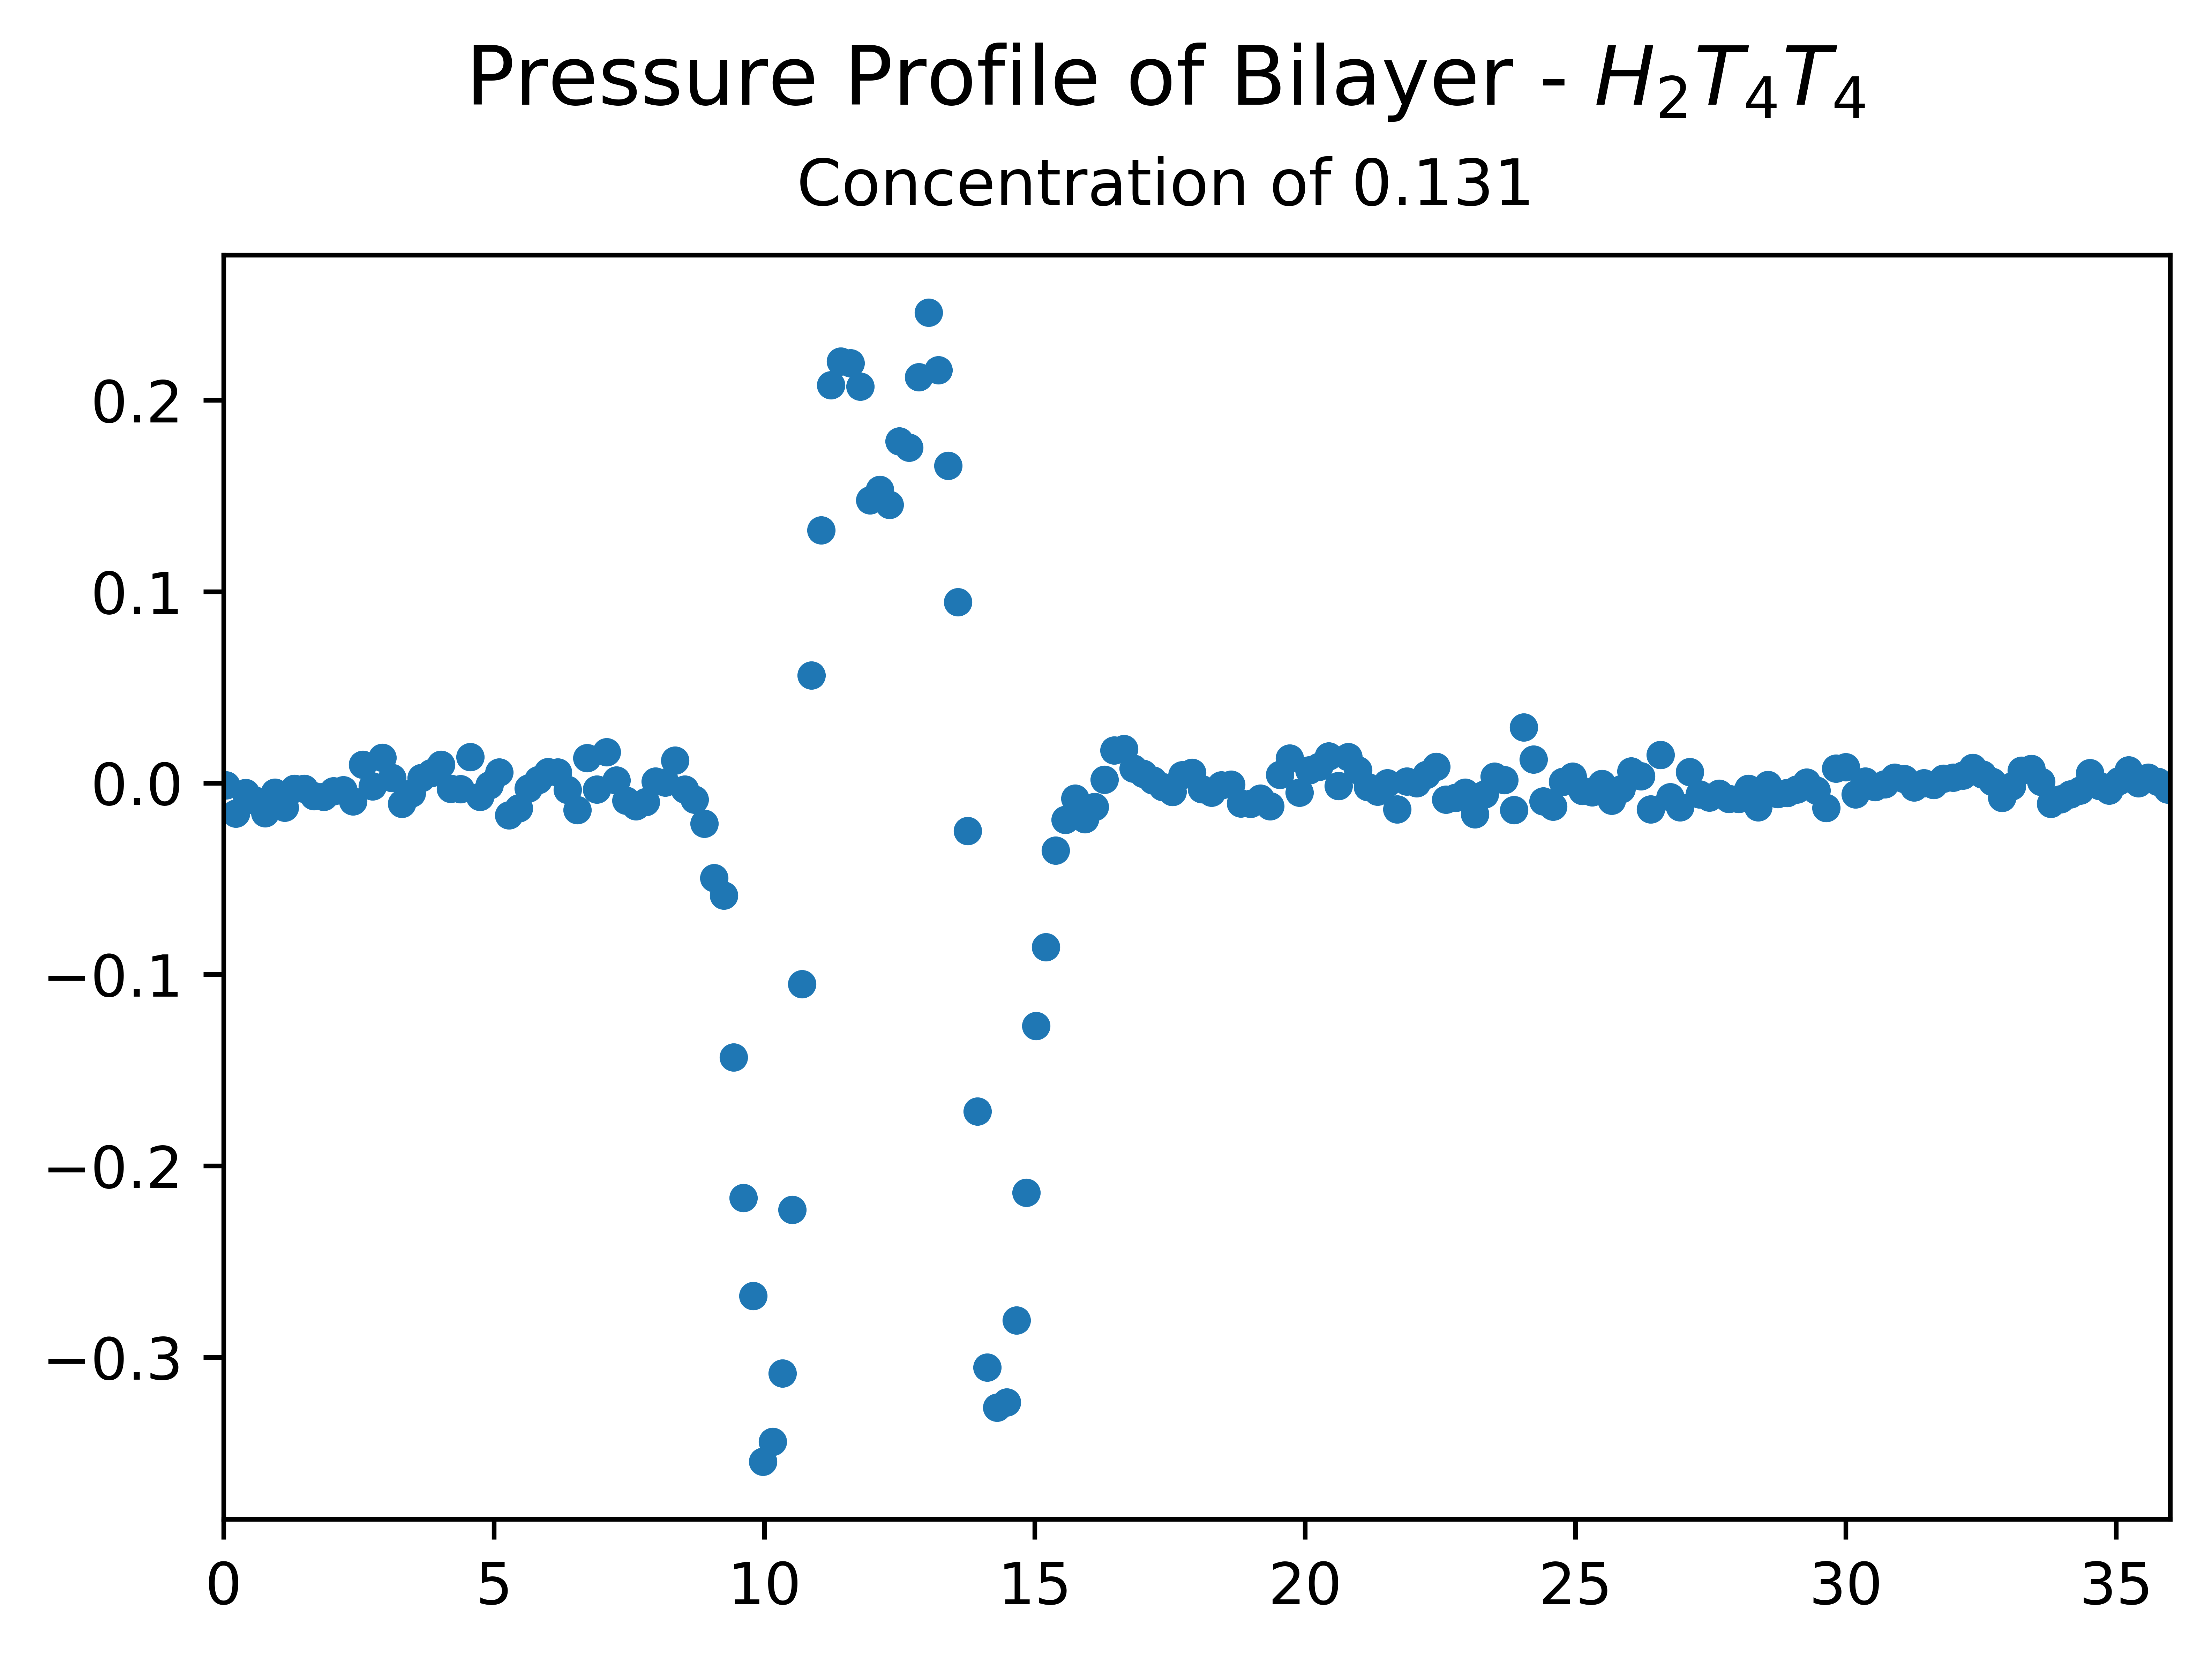 Pressure Profile of Bilayer - H₂T₄T₄
Concentration of 0.131
0.2
0.1
0.0
−0.1
−0.2
−0.3
0 5 10 15 20 25 30 35